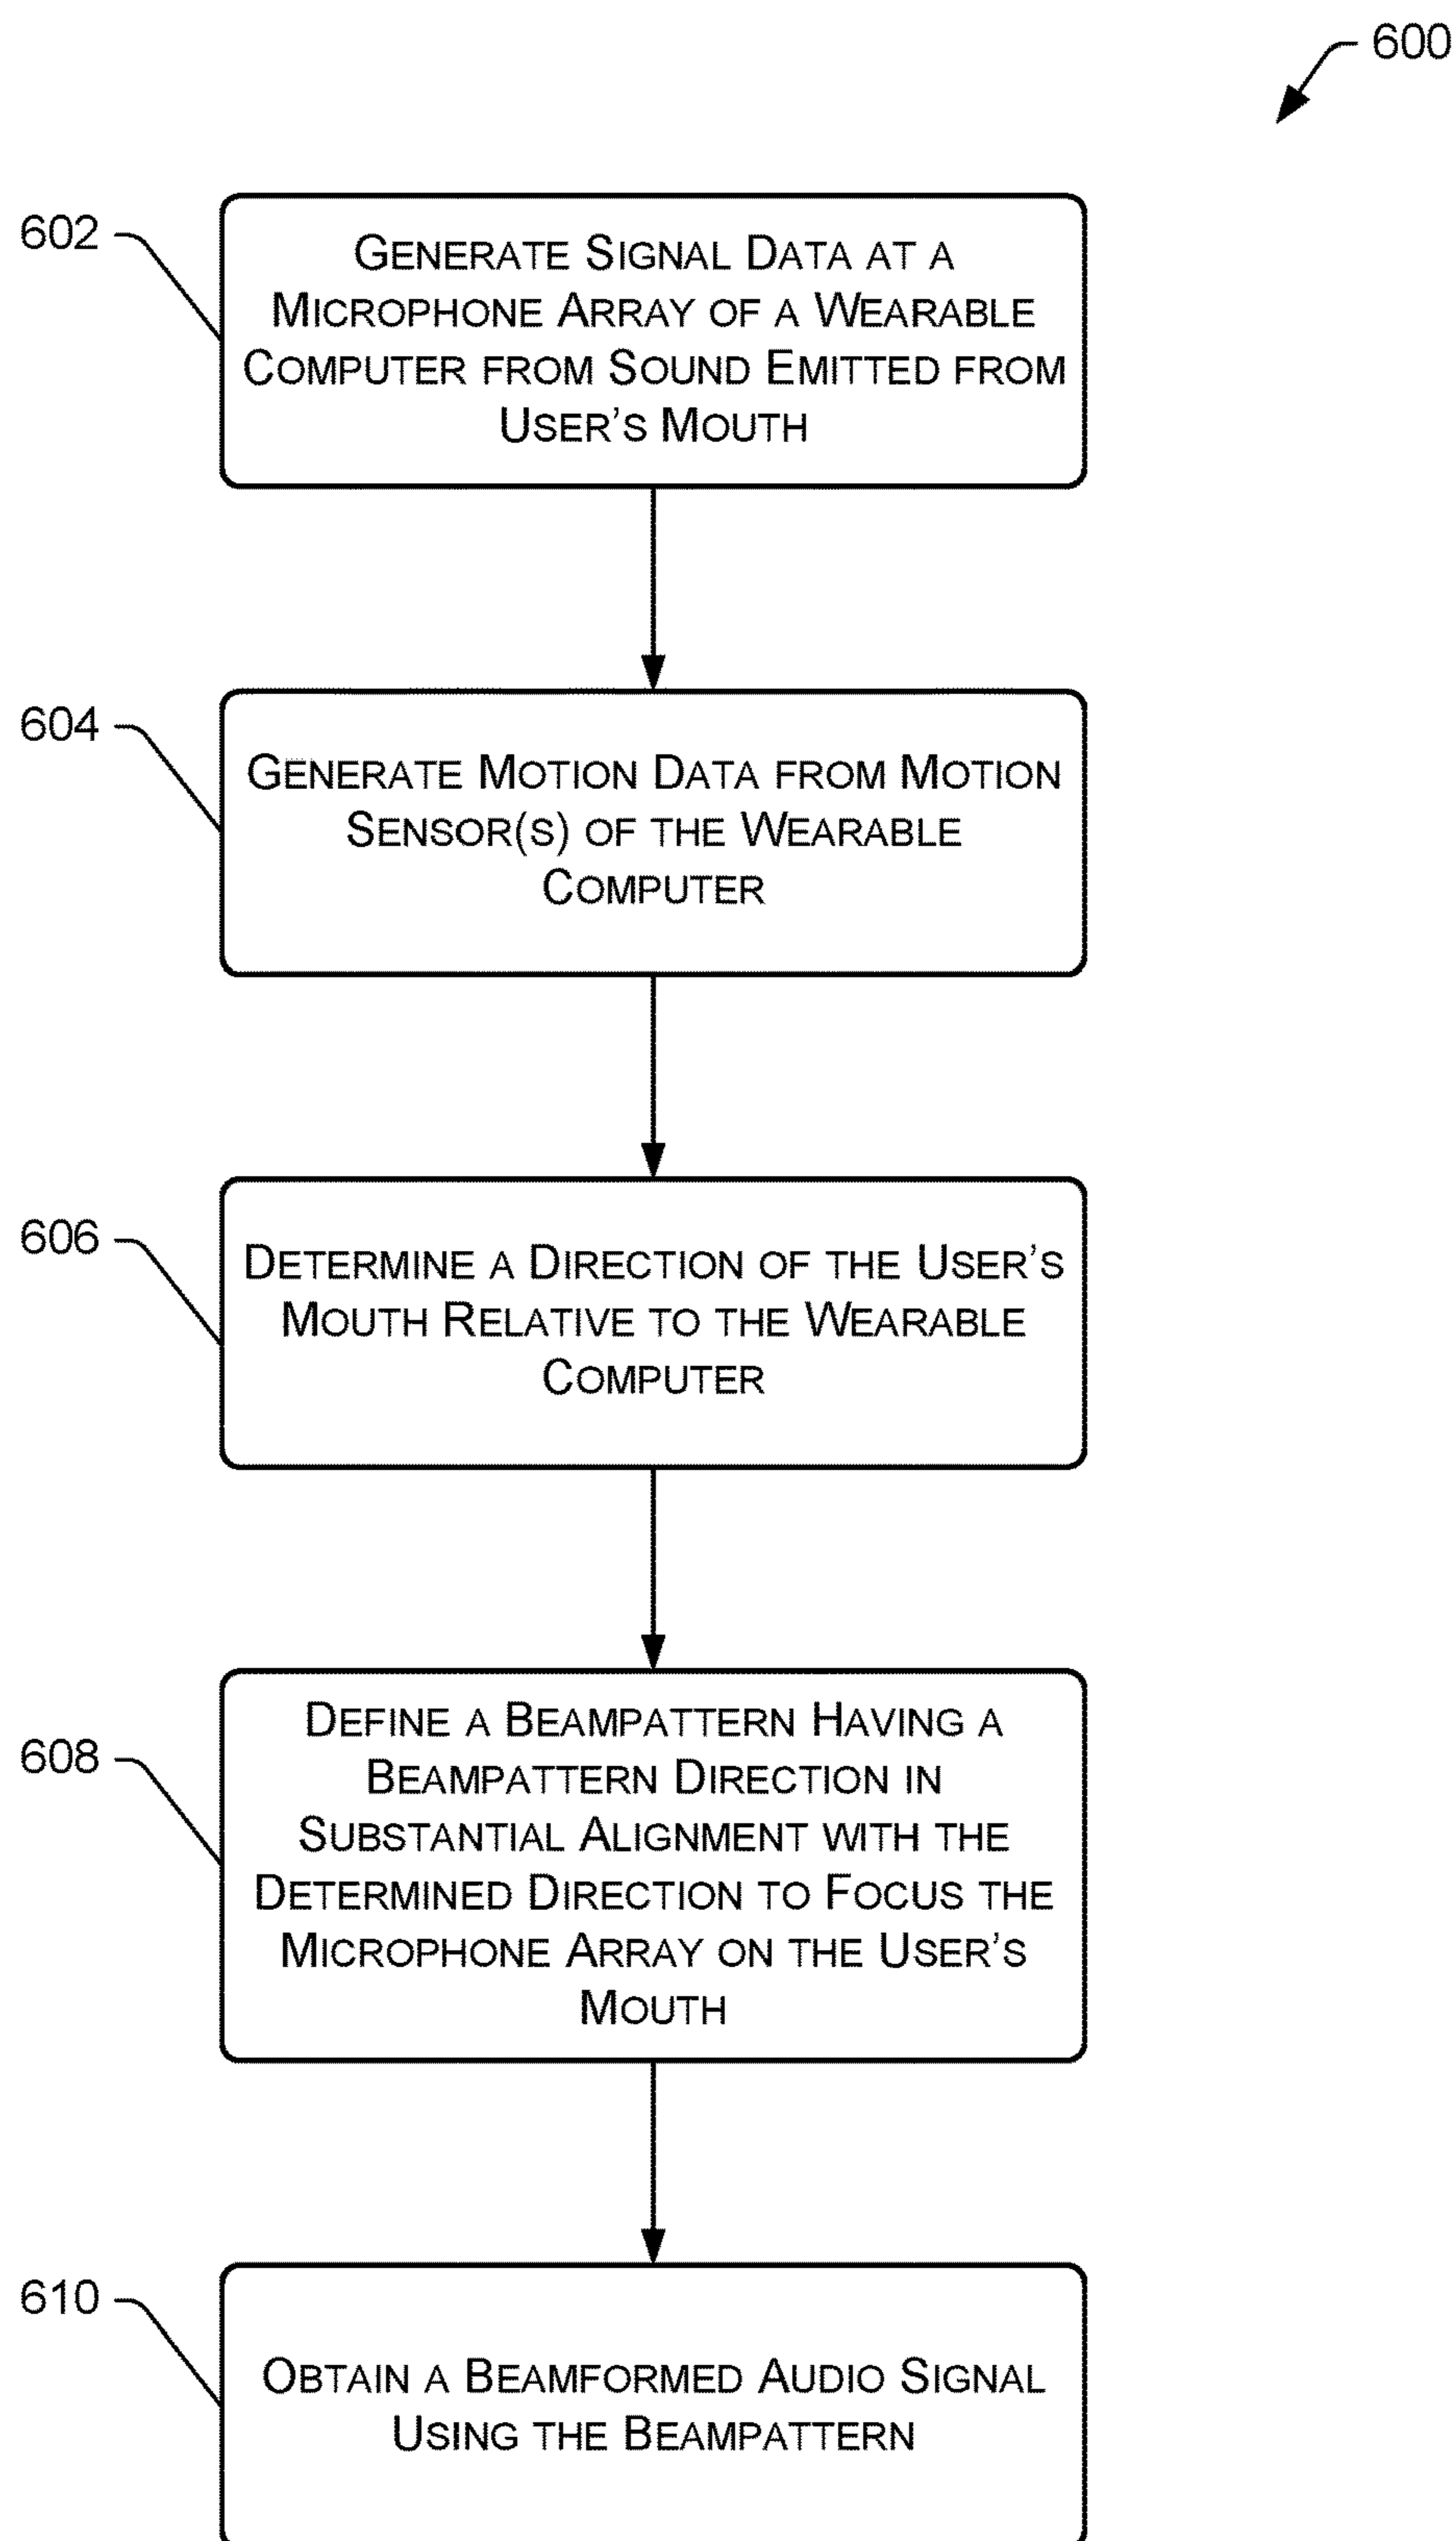 600
602
GENERATE SIGNAL DATA AT A
MICROPHONE ARRAY OF A WEARABLE
COMPUTER FROM SOUND EMITTED FROM
USER'S MOUTH
604
GENERATE MOTION DATA FROM MOTION
SENSOR(S) OF THE WEARABLE
COMPUTER
606
DETERMINE A DIRECTION OF THE USER'S
MOUTH RELATIVE TO THE WEARABLE
COMPUTER
608
DEFINE A BEAMPATTERN HAVING A
BEAMPATTERN DIRECTION IN
SUBSTANTIAL ALIGNMENT WITH THE
DETERMINED DIRECTION TO FOCUS THE
MICROPHONE ARRAY ON THE USER'S
MOUTH
610
OBTAIN A BEAMFORMED AUDIO SIGNAL
USING THE BEAMPATTERN